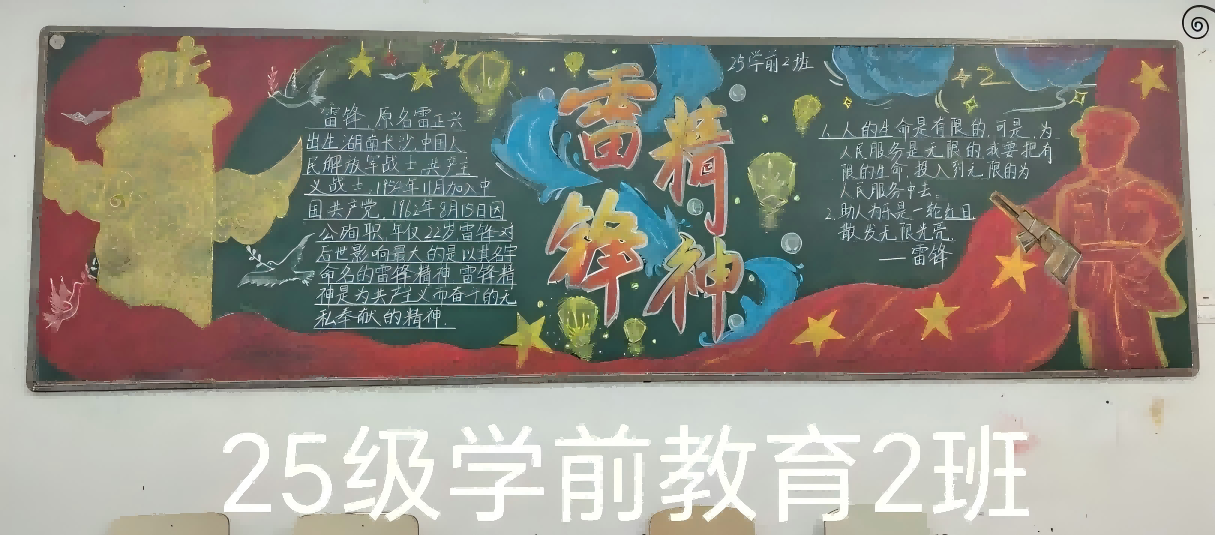 雷锋精神
25学前2班
雷锋,原名雷正兴
出生湖南长沙,中国人
民解放军战士,共产主
义战士,1954年11月加入中
国共产党,1962年8月15日因
公殉职,年仅22岁雷锋对
后世影响最大的是以其名字
命名的雷锋精神,雷锋精
神是为共产主义而奋斗的无
私奉献的精神.
1.人的生命是有限的,可是,为
人民服务是无限的,我要把有
限的生命,投入到无限的为
人民服务中去。
2.助人为乐是一轮红日,
散发无限光亮,
——雷锋
25级学前教育2班